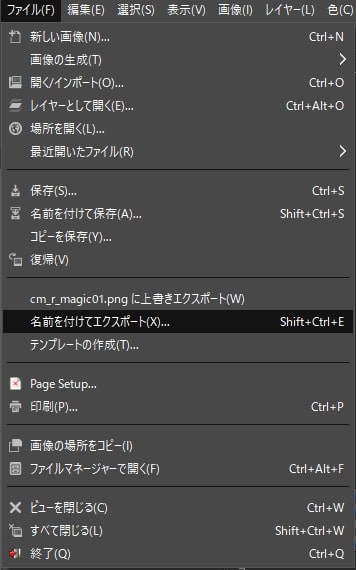 ファイル(F) 編集(E) 選択(S) 表示(V) 画像(I) レイヤー(L) 色(C)
新しい画像(N)... Ctrl+N
画像の生成(T)
開く/インポート(O)... Ctrl+O
レイヤーとして開く(E)... Ctrl+Alt+O
場所を開く(L)...
最近開いたファイル(R)
保存(S)... Ctrl+S
名前を付けて保存(A)... Shift+Ctrl+S
コピーを保存(Y)...
復帰(V)
cm_r_magic01.png に上書きエクスポート(W)
名前を付けてエクスポート(X)... Shift+Ctrl+E
テンプレートの作成(T)...
Page Setup...
印刷(P)... Ctrl+P
画像の場所をコピー(I)
ファイルマネージャーで開く(F) Ctrl+Alt+F
ビューを閉じる(C) Ctrl+W
すべて閉じる(L) Shift+Ctrl+W
終了(Q) Ctrl+Q